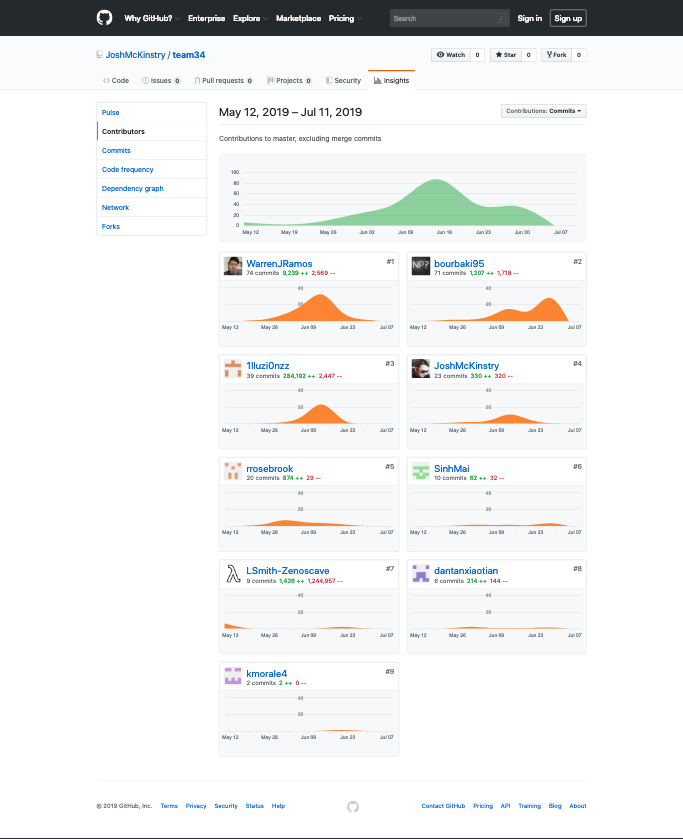 Why GitHub? Enterprise Explore Marketplace Pricing Search / Sign in Sign up
JoshMcKinstry / team34 Watch 0 Star 0 Fork 0
Code Issues 0 Pull requests 0 Projects 0 Security Insights
Pulse
Contributors
Commits
Code frequency
Dependency graph
Network
Forks
May 12, 2019 – Jul 11, 2019 Contributions: Commits
Contributions to master, excluding merge commits
100
80
60
40
20
0
May 12 May 19 May 26 Jun 02 Jun 09 Jun 16 Jun 23 Jun 30 Jul 07
WarrenJRamos #1
74 commits 9,239 ++ 2,569 --
40
20
May 12 May 26 Jun 09 Jun 23 Jul 07
NP?
bourbaki95 #2
71 commits 1,207 ++ 1,718 --
40
20
May 12 May 26 Jun 09 Jun 23 Jul 07
1lluzi0nzz #3
39 commits 284,192 ++ 2,447 --
40
20
May 12 May 26 Jun 09 Jun 23 Jul 07
JoshMcKinstry #4
23 commits 330 ++ 320 --
40
20
May 12 May 26 Jun 09 Jun 23 Jul 07
rrosebrook #5
20 commits 874 ++ 29 --
40
20
May 12 May 26 Jun 09 Jun 23 Jul 07
SinhMai #6
10 commits 62 ++ 32 --
40
20
May 12 May 26 Jun 09 Jun 23 Jul 07
λ
LSmith-Zenoscave #7
9 commits 1,426 ++ 1,244,957 --
40
20
May 12 May 26 Jun 09 Jun 23 Jul 07
dantanxiaotian #8
6 commits 214 ++ 144 --
40
20
May 12 May 26 Jun 09 Jun 23 Jul 07
kmorale4 #9
2 commits 2 ++ 0 --
40
20
May 12 May 26 Jun 09 Jun 23 Jul 07
© 2019 GitHub, Inc. Terms Privacy Security Status Help Contact GitHub Pricing API Training Blog About